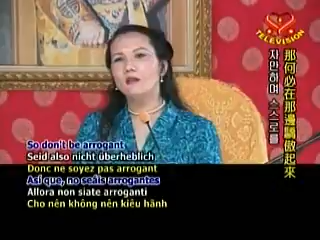 TELEVISION
那何必在那邊驕傲起來
자만하며 스스로를
So don't be arrogant
Seid also nicht überheblich.
Donc ne soyez pas arrogant
Así que, no seáis arrogantes
Allora non siate arroganti
Cho nên không nên kiêu hãnh